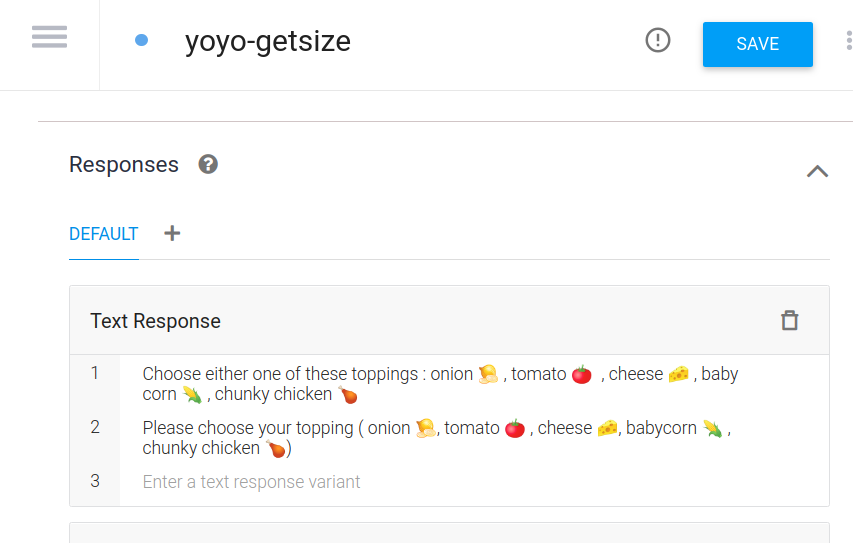 yoyo-getsize
SAVE
Responses
DEFAULT
Text Response
1 Choose either one of these toppings : onion , tomato 🍅 , cheese 🧀 , baby
corn 🌽 , chunky chicken 🍗
2 Please choose your topping ( onion , tomato 🍅 , cheese 🧀, babycorn 🌽 ,
chunky chicken 🍗)
3 Enter a text response variant